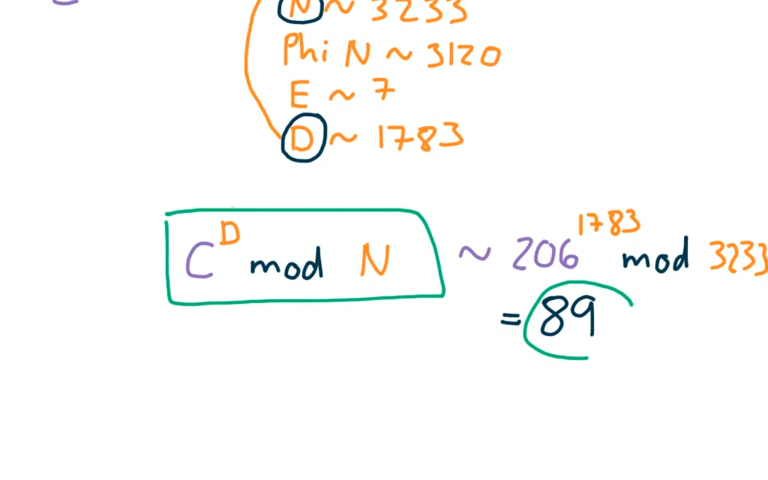 N ~ 3233
Phi N ~ 3120
E ~ 7
D ~ 1783
C^D mod N ~ 206^1783 mod 3233
= 89